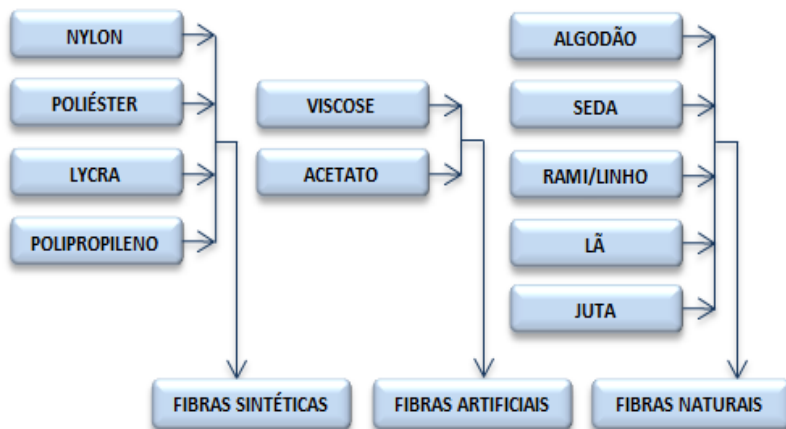 NYLON
POLIÉSTER
LYCRA
POLIPROPILENO
VISCOSE
ACETATO
ALGODÃO
SEDA
RAMI/LINHO
LÃ
JUTA
FIBRAS SINTÉTICAS
FIBRAS ARTIFICIAIS
FIBRAS NATURAIS